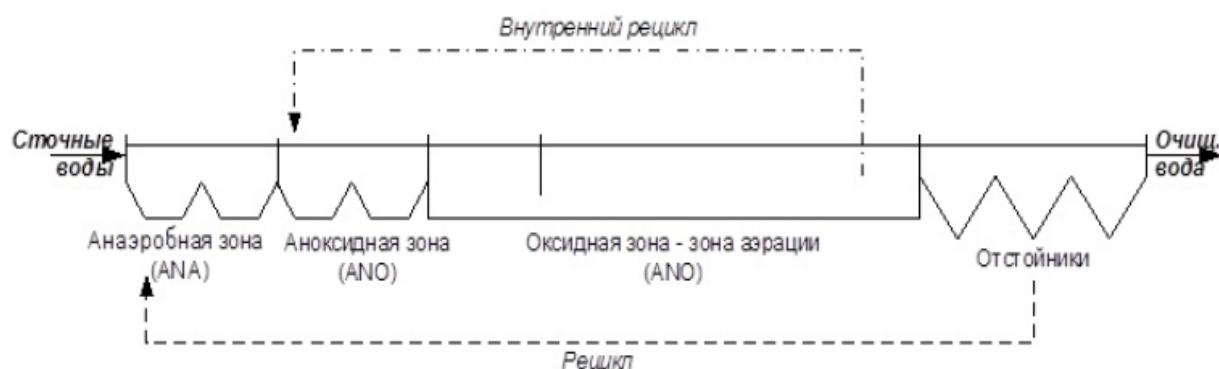 Внутренний рецикл
Сточные
воды
Очищ.
вода
Анаэробная зона
(ANA)
Аноксидная зона
(ANO)
Оксидная зона - зона аэрации
(ANO)
Отстойники
Рецикл